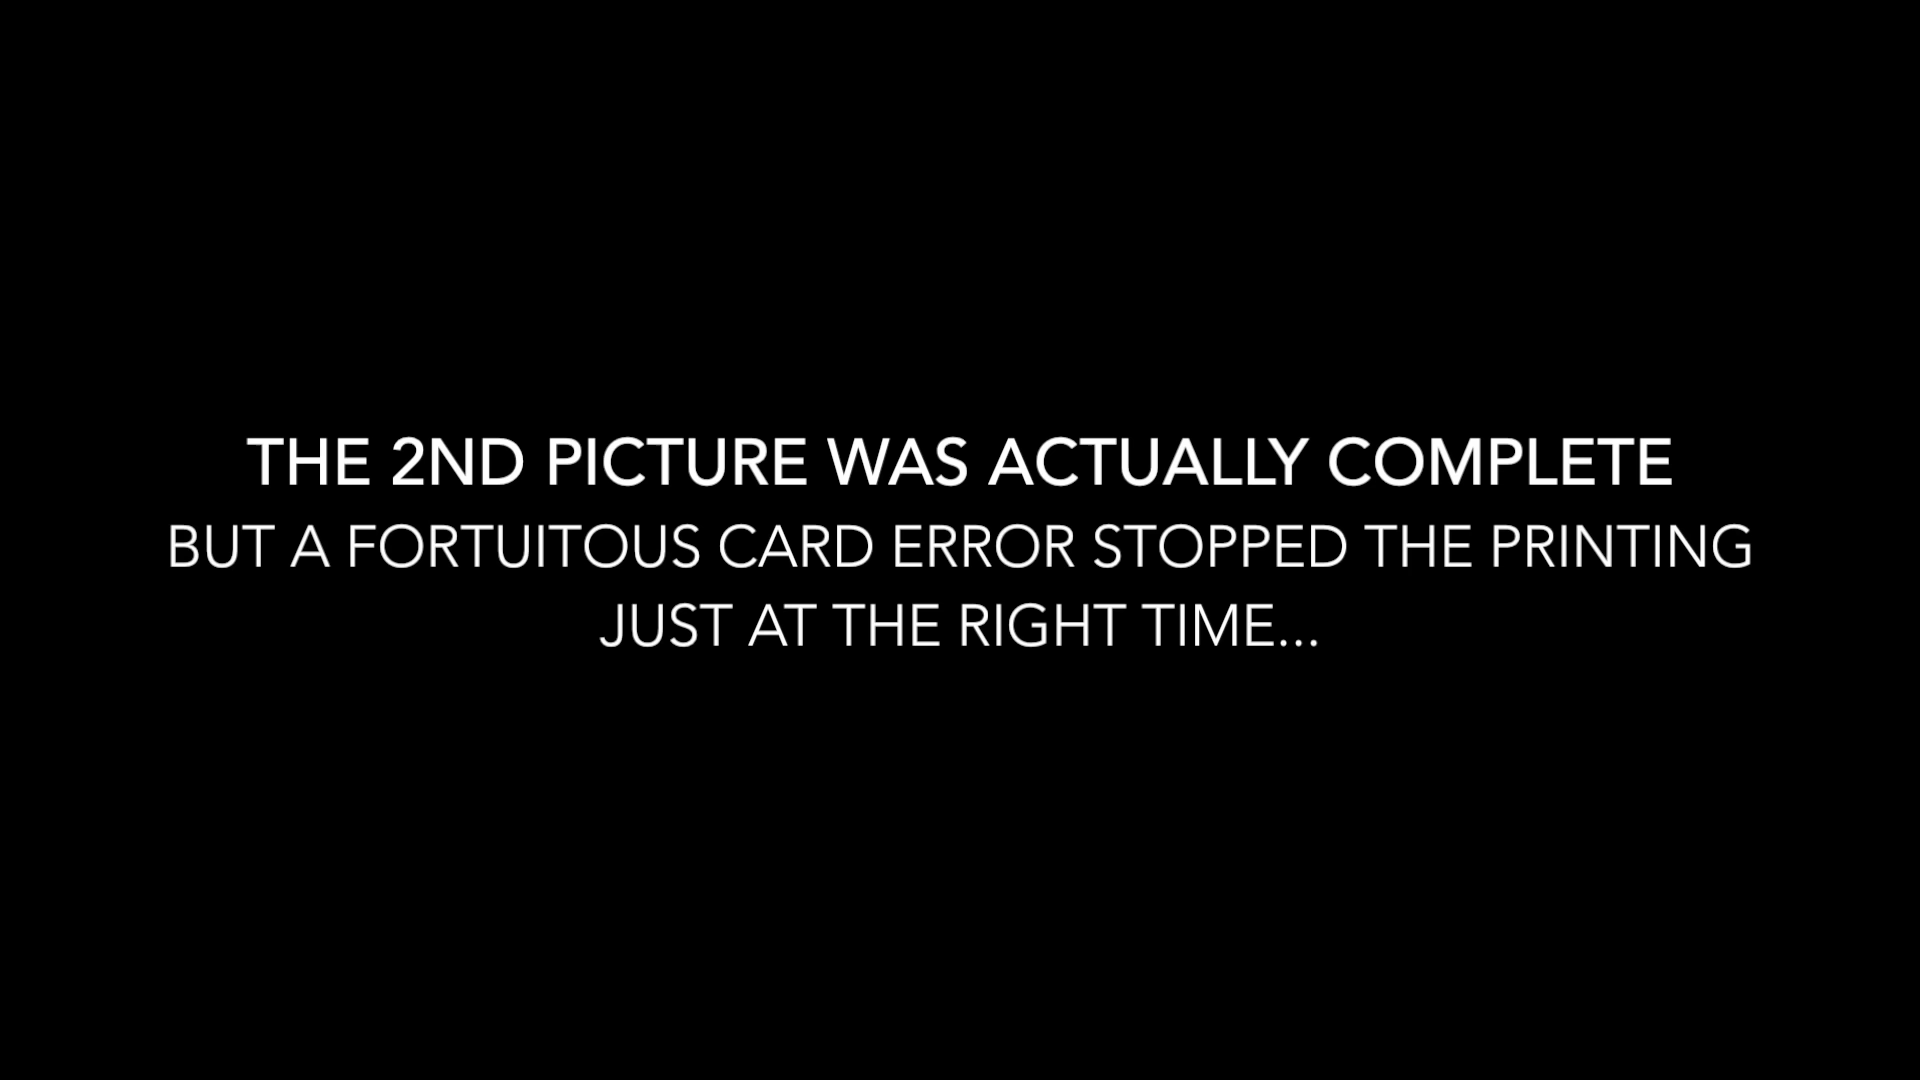 THE 2ND PICTURE WAS ACTUALLY COMPLETE
BUT A FORTUITOUS CARD ERROR STOPPED THE PRINTING
JUST AT THE RIGHT TIME...